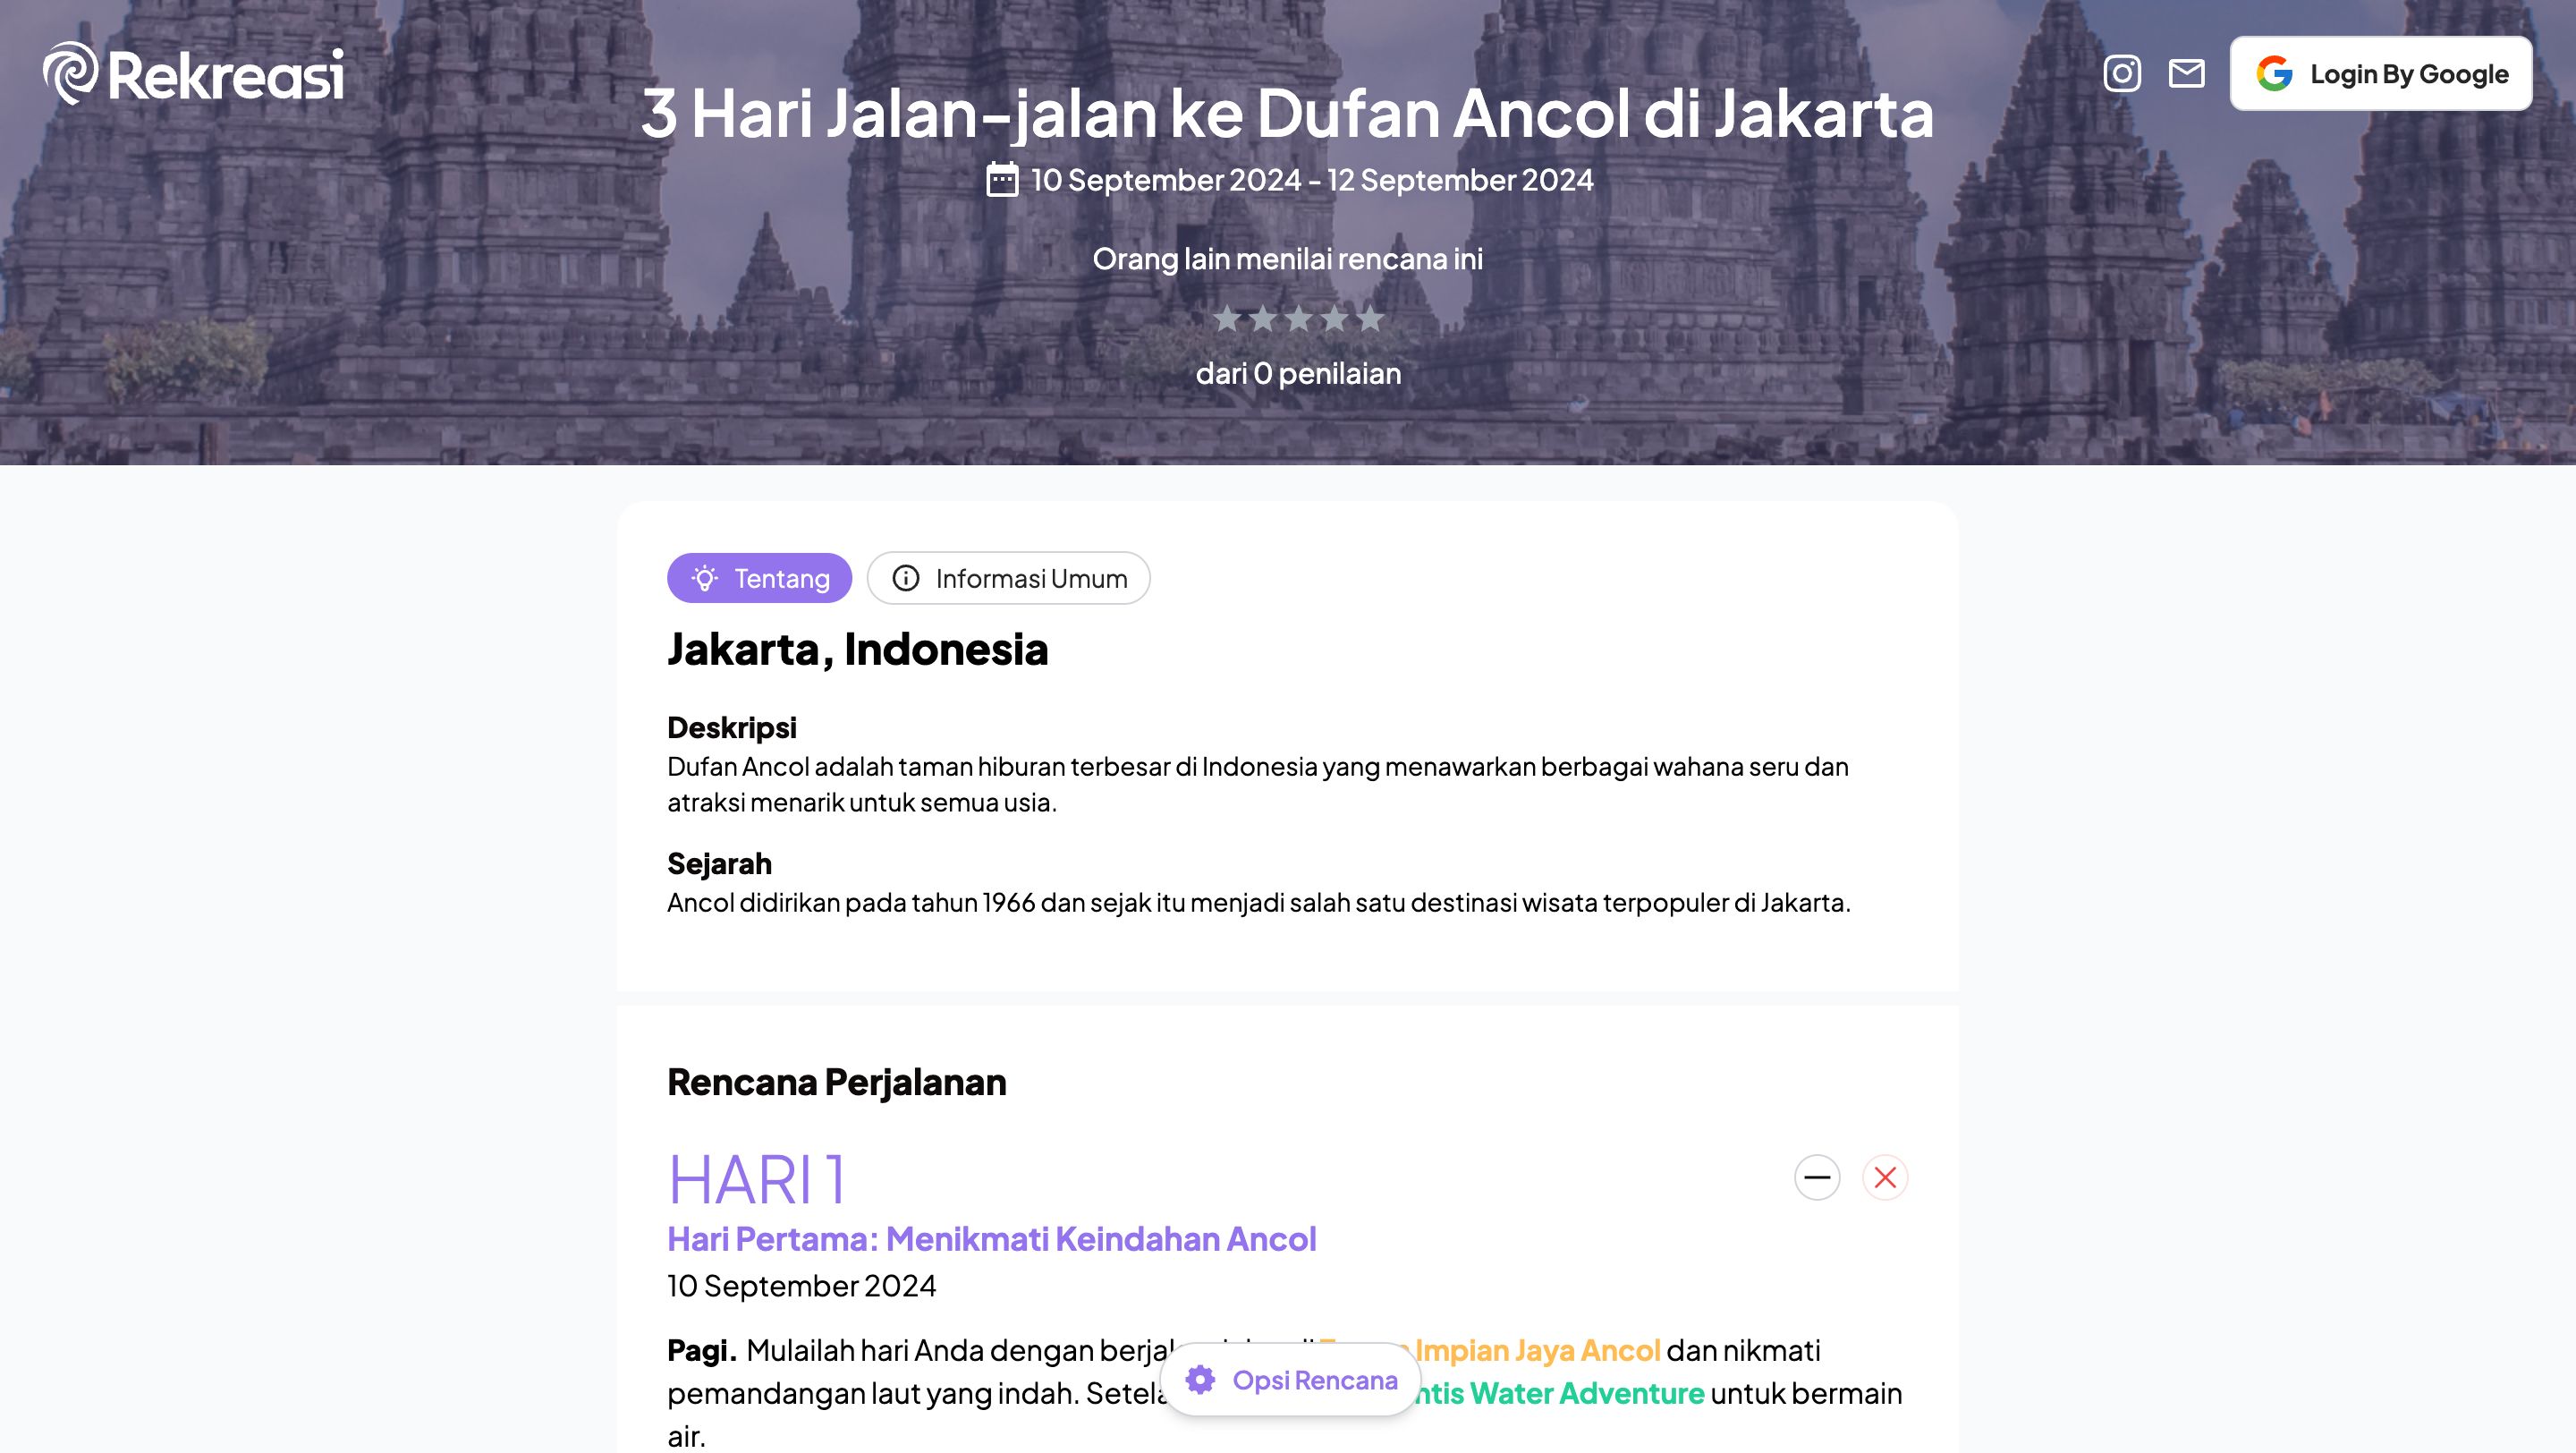 Rekreasi
Login By Google
3 Hari Jalan-jalan ke Dufan Ancol di Jakarta
10 September 2024 - 12 September 2024
Orang lain menilai rencana ini
dari 0 penilaian
Tentang
Informasi Umum
Jakarta, Indonesia
Deskripsi
Dufan Ancol adalah taman hiburan terbesar di Indonesia yang menawarkan berbagai wahana seru dan
atraksi menarik untuk semua usia.
Sejarah
Ancol didirikan pada tahun 1966 dan sejak itu menjadi salah satu destinasi wisata terpopuler di Jakarta.
Rencana Perjalanan
HARI 1
Hari Pertama: Menikmati Keindahan Ancol
10 September 2024
Pagi. Mulailah hari Anda dengan Impian Jaya Ancol dan nikmati
pemandangan laut yang indah. Water Adventure untuk bermain
air.
Opsi Rencana